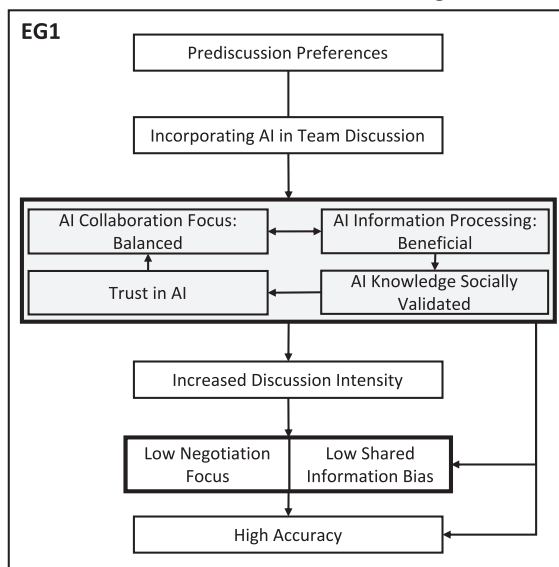 EG1
Prediscussion Preferences
Incorporating AI in Team Discussion
AI Collaboration Focus:
Balanced
AI Information Processing:
Beneficial
Trust in AI
AI Knowledge Socially
Validated
Increased Discussion Intensity
Low Negotiation
Focus
Low Shared
Information Bias
High Accuracy